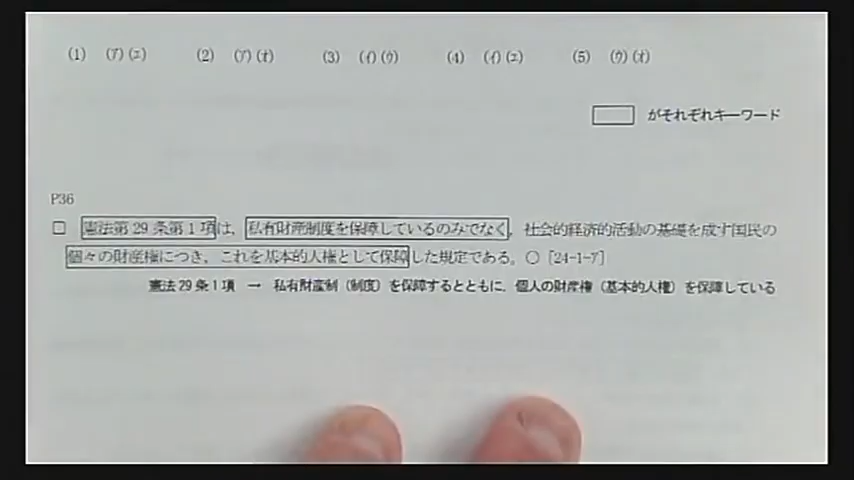 (1) (ｱ)(ｴ) (2) (ｱ)(ｵ) (3) (ｲ)(ｳ) (4) (ｲ)(ｴ) (5) (ｳ)(ｵ)
がそれぞれキーワード
P36
□ 憲法第29条第1項は、私有財産制度を保障しているのみでなく、社会的経済的活動の基礎を成す国民の
個々の財産権につき、これを基本的人権として保障した規定である。〇［24-1-ｱ］
憲法29条1項 → 私有財産制（制度）を保障するとともに、個人の財産権（基本的人権）を保障している